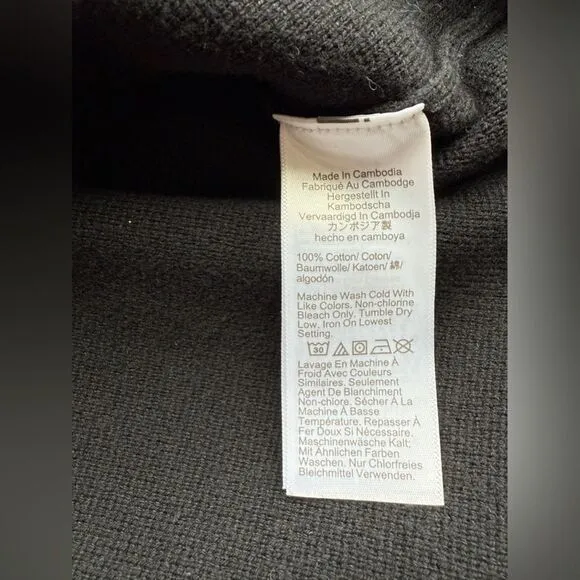 Made In Cambodia
Fabriqué Au Cambodge
Hergestellt In
Kambodscha
Vervaardigd In Cambodja
カンボジア製
hecho en camboya
100% Cotton/ Coton/
Baumwolle/ Katoen/ 綿/
algodón
Machine Wash Cold With
Like Colors. Non-chlorine
Bleach Only. Tumble Dry
Low. Iron On Lowest
Setting.
30
Lavage En Machine À
Froid Avec Couleurs
Similaires. Seulement
Agent De Blanchiment
Non-chlore. Sécher À La
Machine À Basse
Température. Repasser À
Fer Doux Si Nécessaire.
Maschinenwäsche Kalt;
Mit Ähnlichen Farben
Waschen. Nur Chlorfreies
Bleichmittel Verwenden.